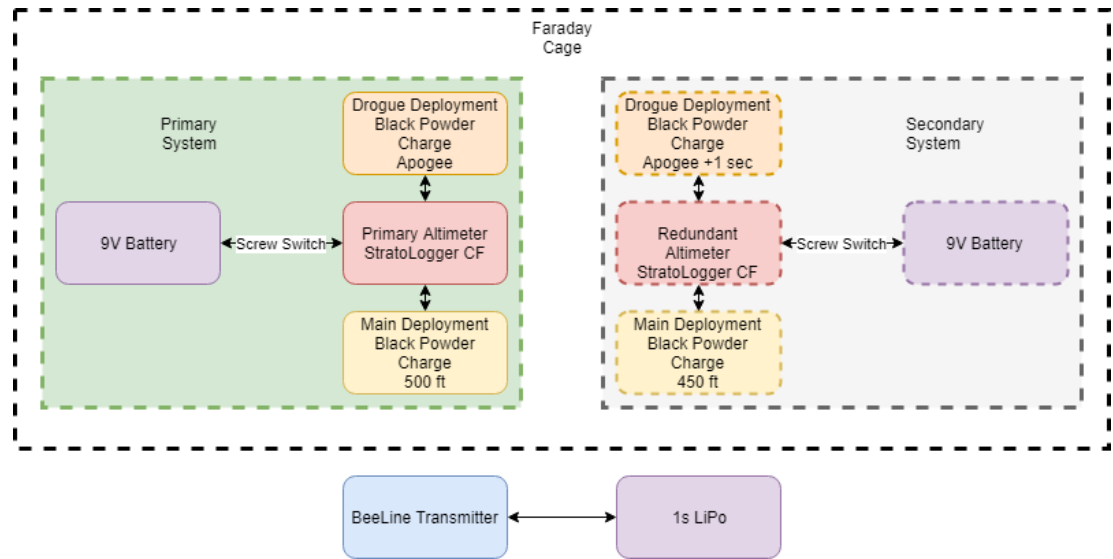 Faraday
Cage
Primary
System
Drogue Deployment
Black Powder
Charge
Apogee
9V Battery
Screw Switch
Primary Altimeter
StratoLogger CF
Main Deployment
Black Powder
Charge
500 ft
Drogue Deployment
Black Powder
Charge
Apogee +1 sec
Secondary
System
Redundant
Altimeter
StratoLogger CF
Screw Switch
9V Battery
Main Deployment
Black Powder
Charge
450 ft
BeeLine Transmitter
1s LiPo